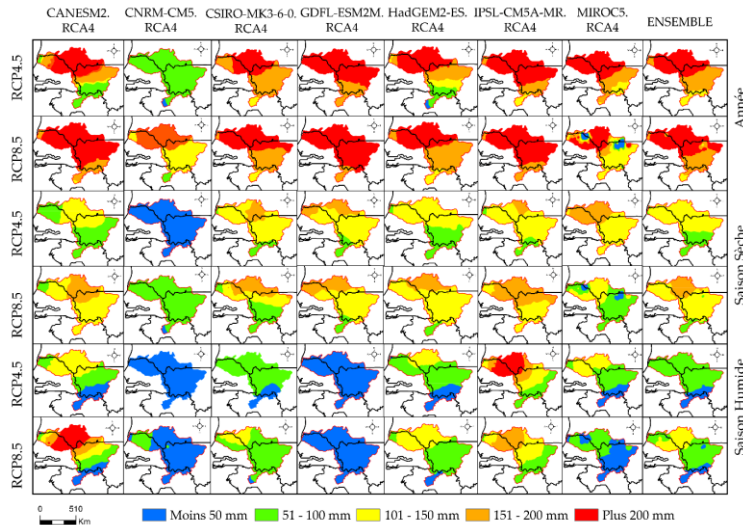 CANESM2. CNRM-CM5. CSIRO-MK3-6-0. GDFL-ESM2M. HadGEM2-ES. IPSL-CM5A-MR. MIROC5. ENSEMBLE
RCA4 RCA4 RCA4 RCA4 RCA4 RCA4 RCA4
RCP4.5
Année
RCP8.5
RCP4.5
Saison Sèche
RCP8.5
RCP4.5
Saison Humide
RCP8.5
0 510
Km
Moins 50 mm 51 - 100 mm 101 - 150 mm 151 - 200 mm Plus 200 mm